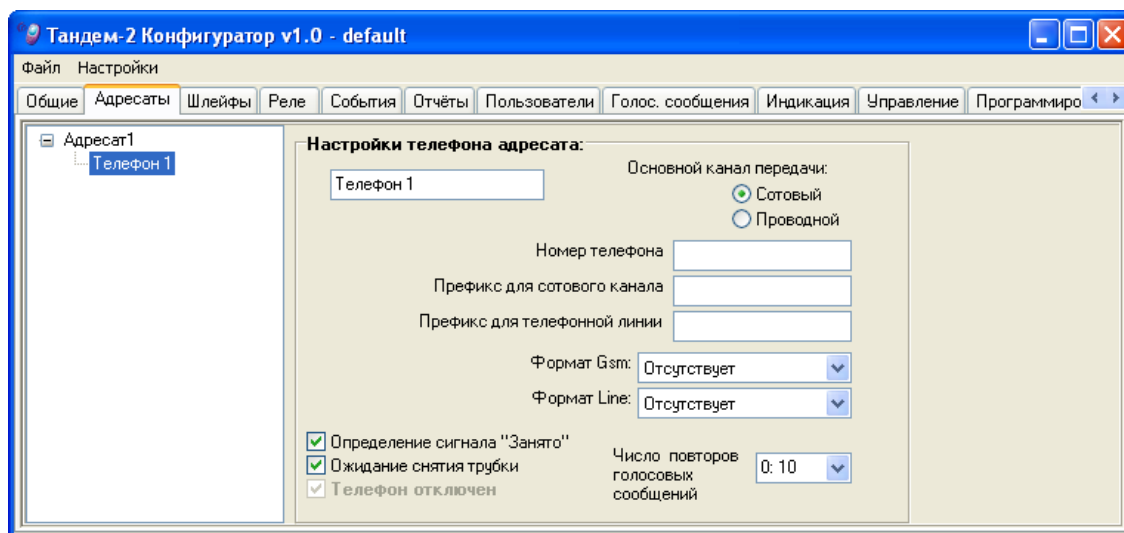 Тандем-2 Конфигуратор v1.0 - default
Файл Настройки
Общие Адресаты Шлейфы Реле События Отчёты Пользователи Голос. сообщения Индикация Управление Программиро
Адресат1
Телефон 1
Настройки телефона адресата:
Телефон 1
Основной канал передачи:
Сотовый
Проводной
Номер телефона
Префикс для сотового канала
Префикс для телефонной линии
Формат Gsm: Отсутствует
Формат Line: Отсутствует
Определение сигнала "Занято"
Ожидание снятия трубки
Телефон отключен
Число повторов
голосовых
сообщений
0: 10